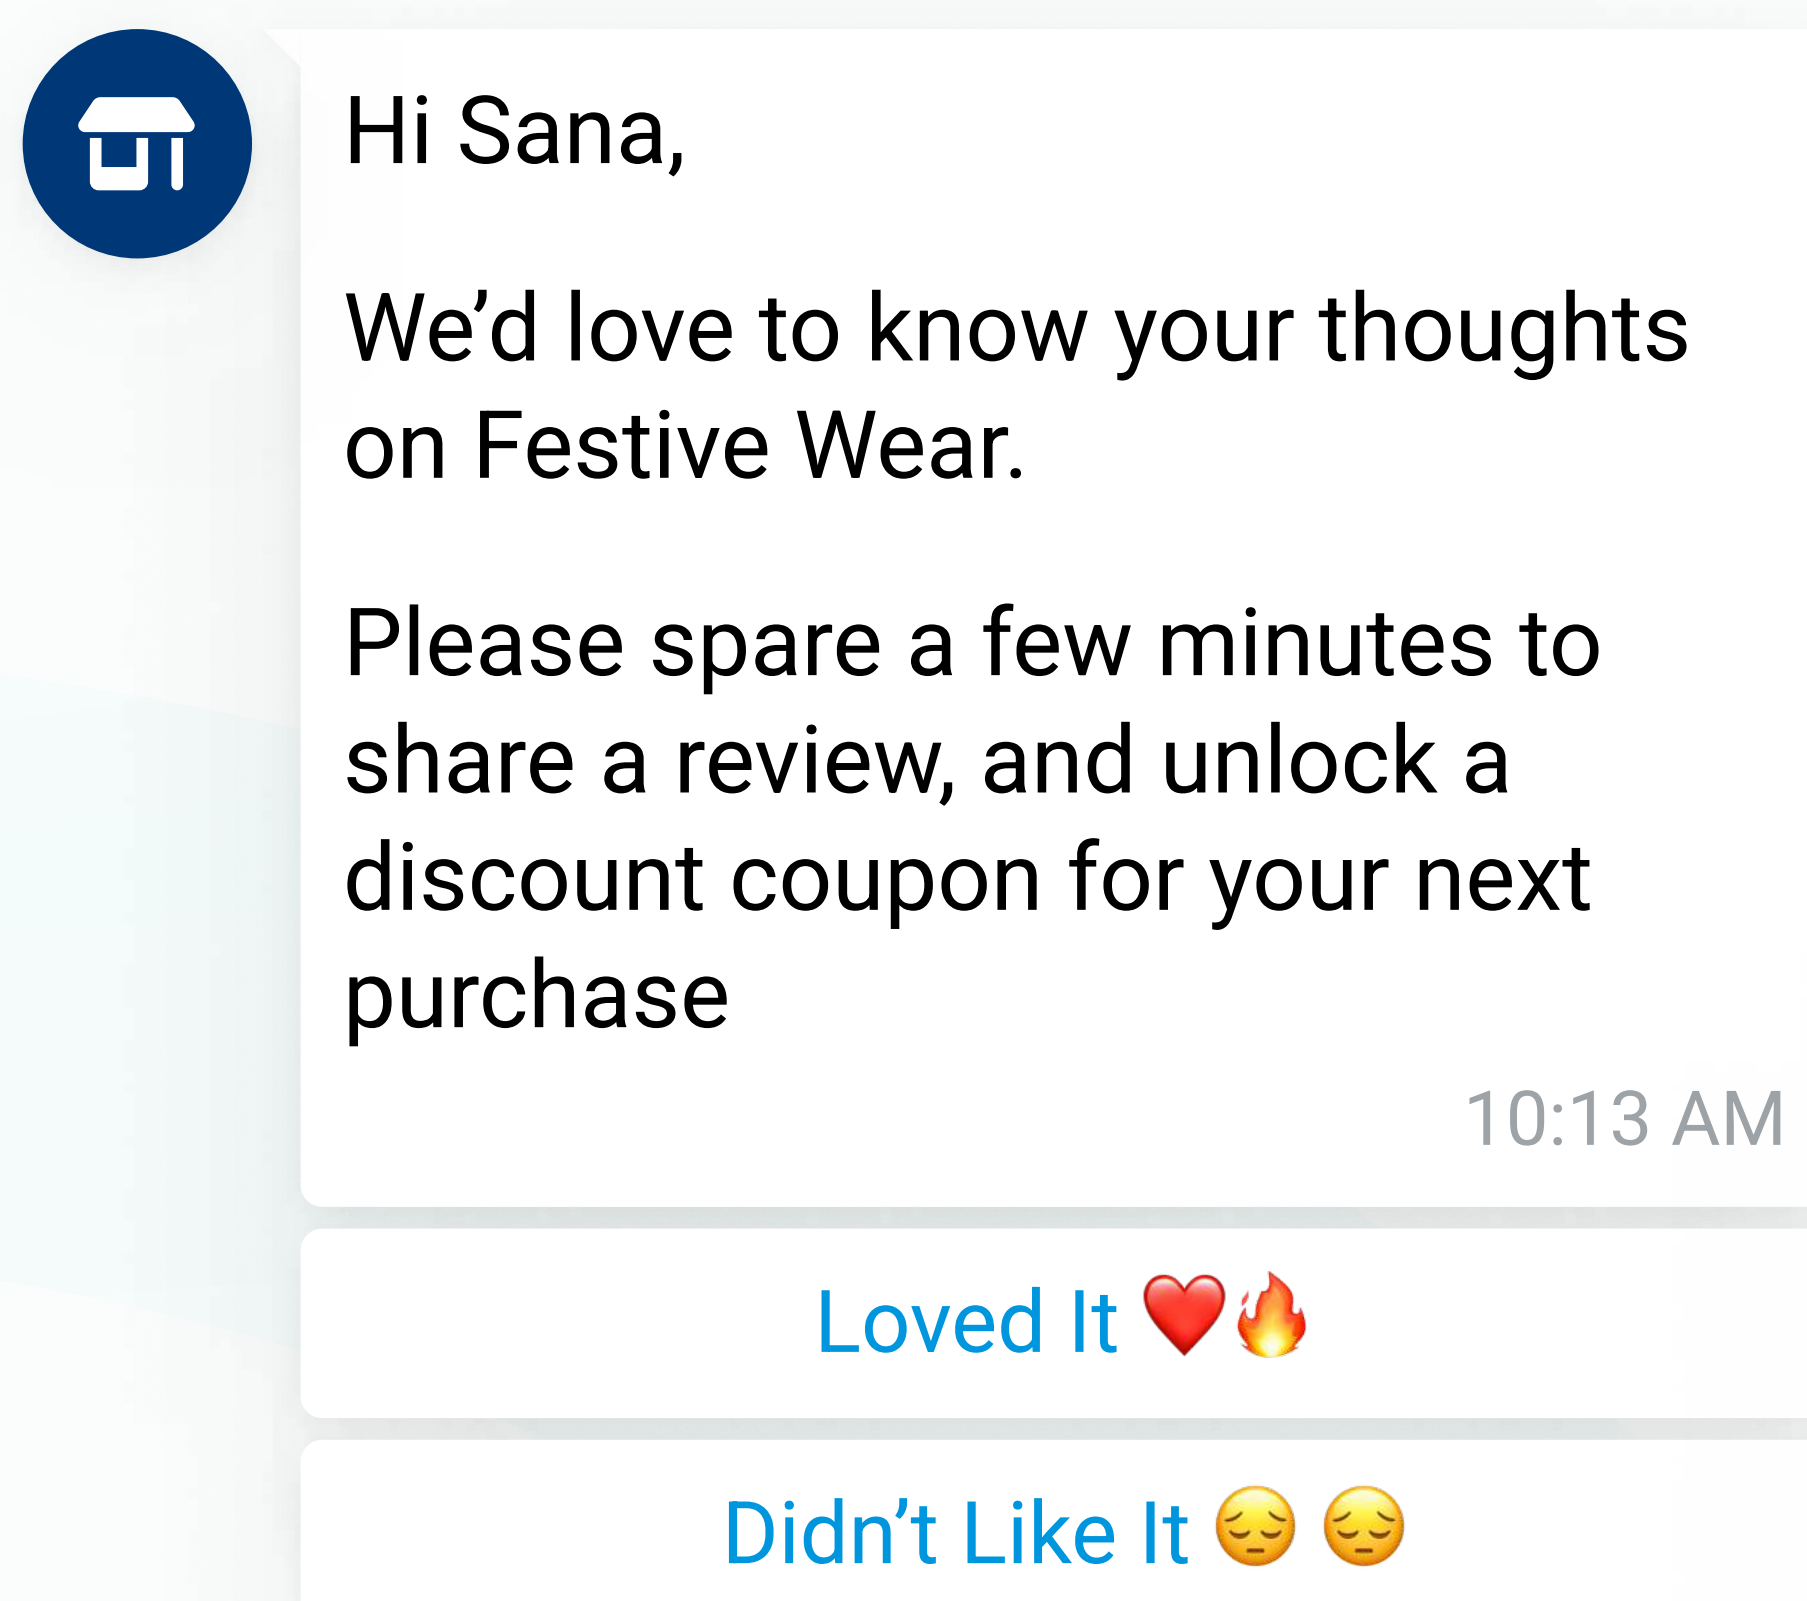 Hi Sana,
We’d love to know your thoughts
on Festive Wear.
Please spare a few minutes to
share a review, and unlock a
discount coupon for your next
purchase
10:13 AM
Loved It ❤️🔥
Didn’t Like It 😔 😔